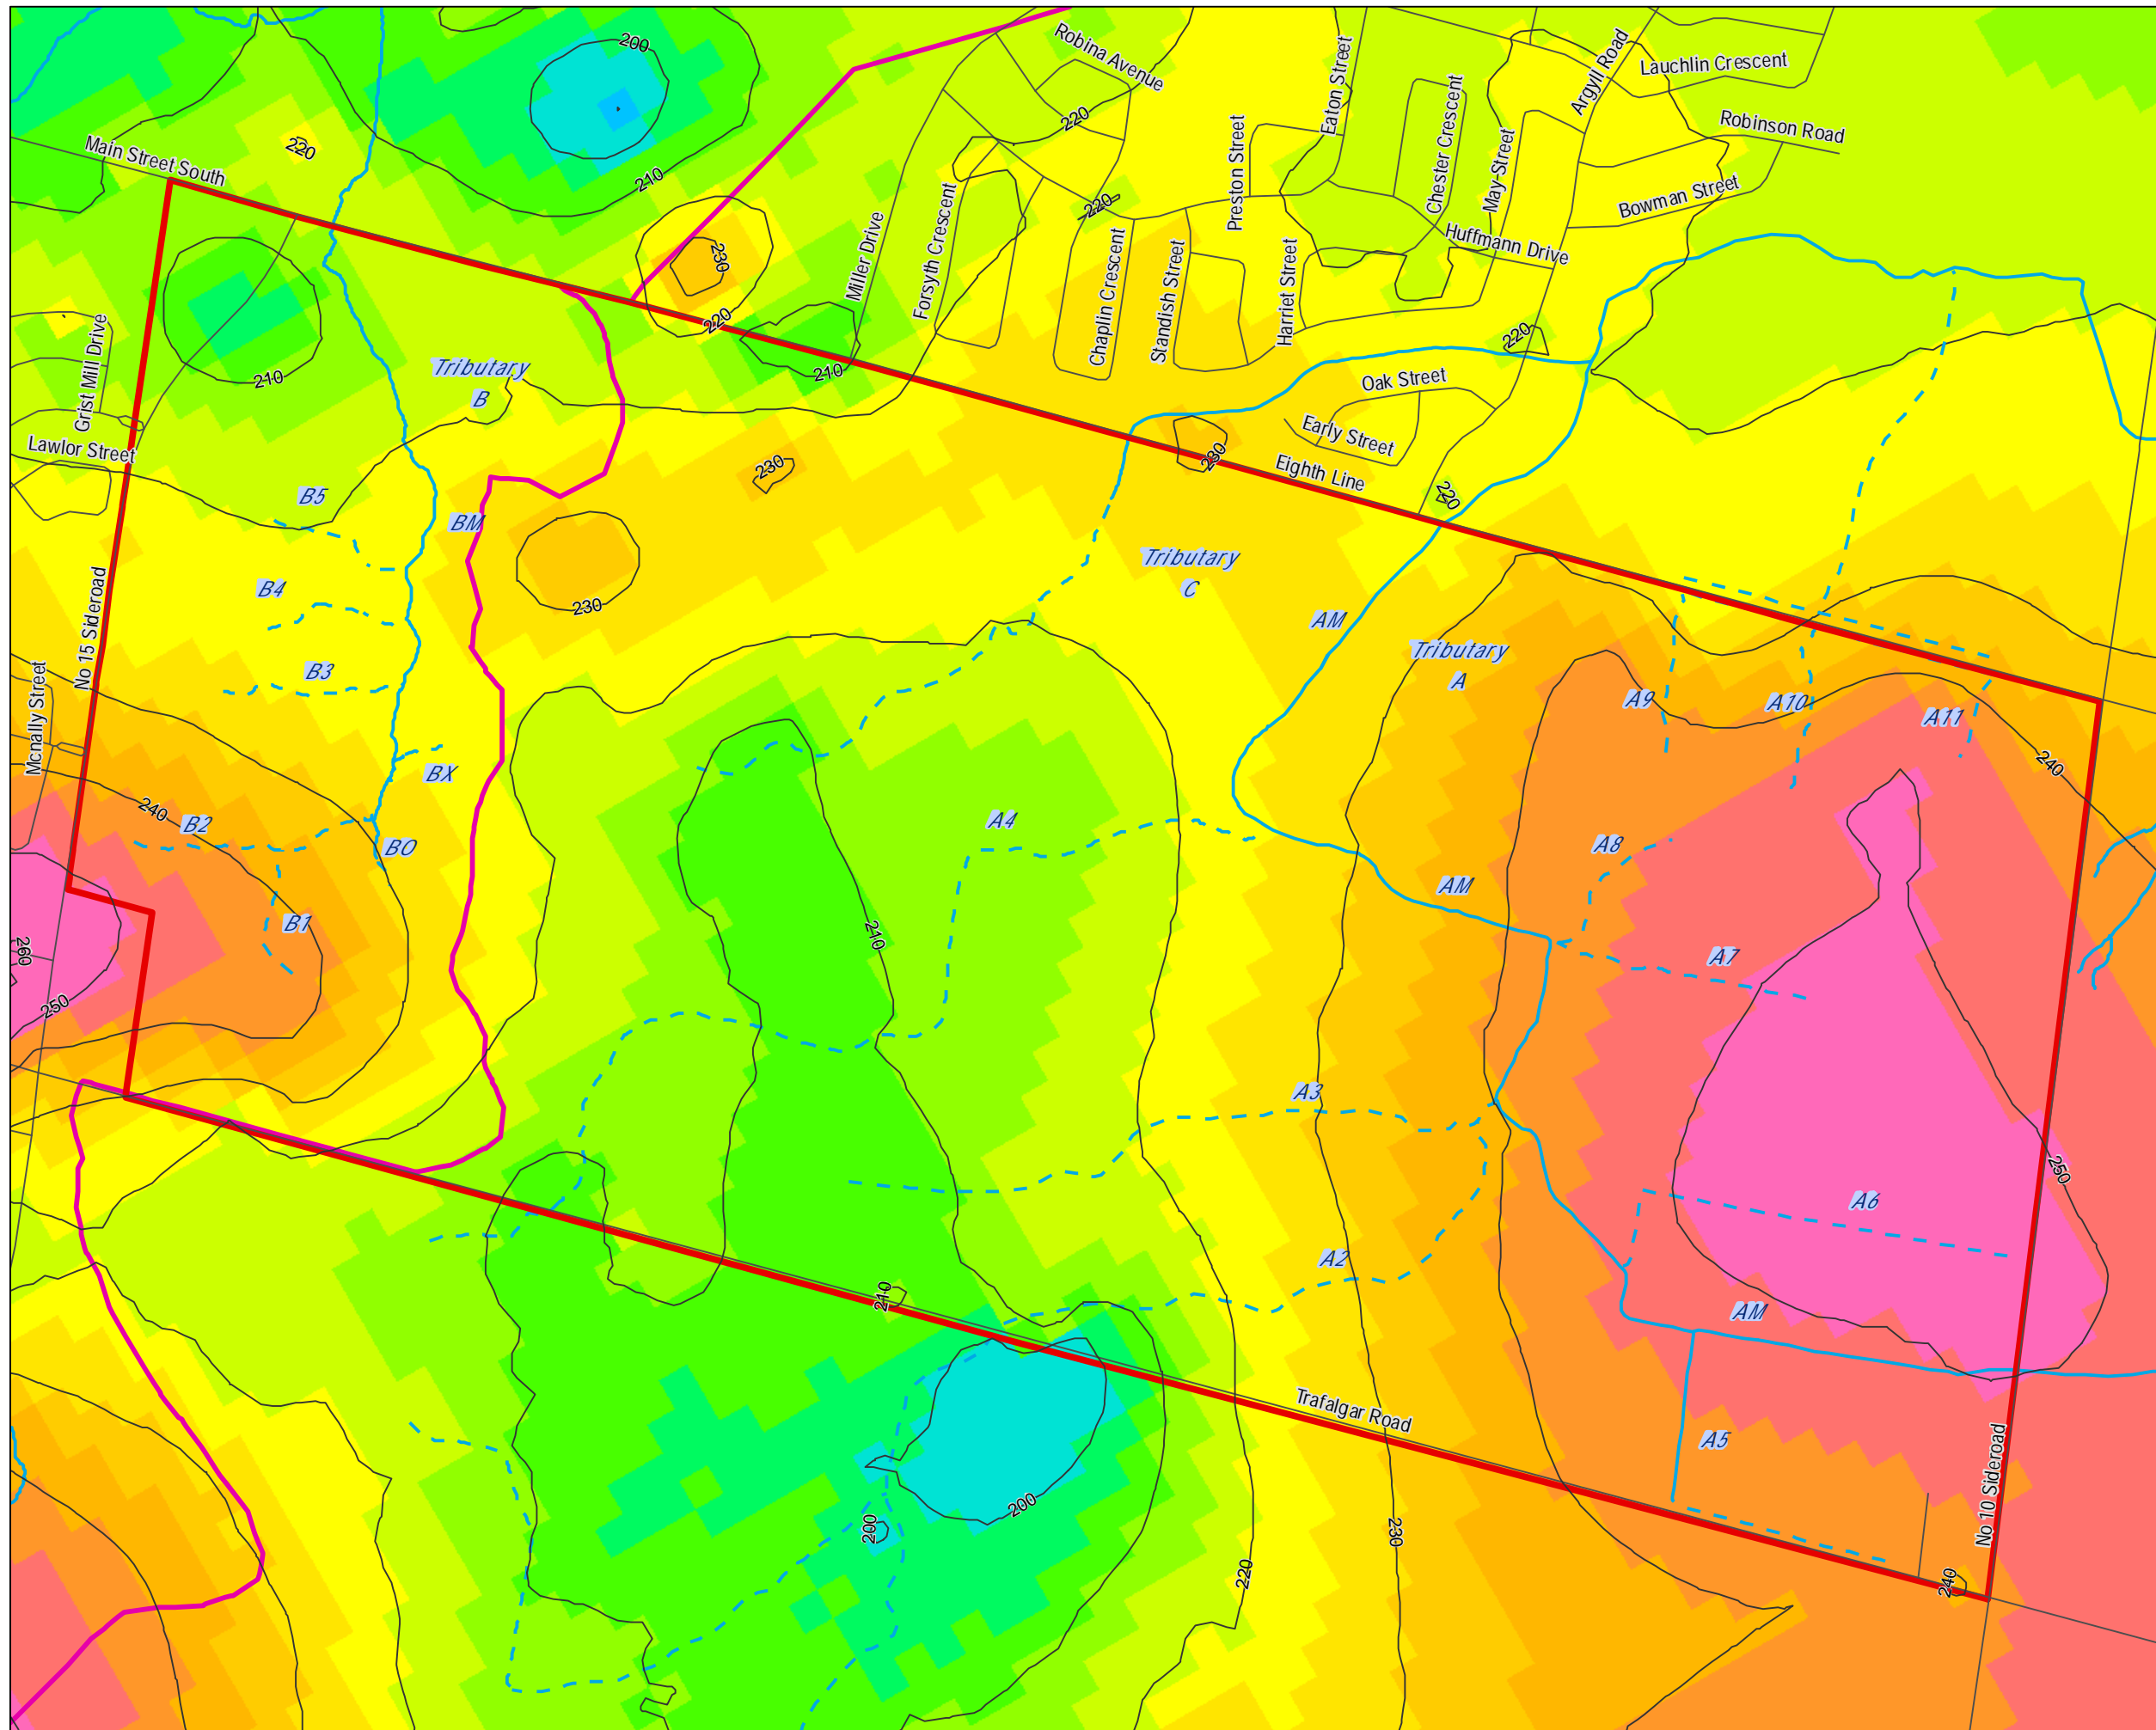 200
Robina Avenue
Eaton Street
Argyll Road
Lauchlin Crescent
Main Street South
220
210
220
Preston Street
Chester Crescent
May Street
Robinson Road
Bowman Street
220
Huffmann Drive
230
Miller Drive
Forsyth Crescent
Chaplin Crescent
Standish Street
Harriet Street
220
220
Grist Mill Drive
210
Tributary
B
210
Oak Street
Early Street
Lawlor Street
230
230
Eighth Line
220
B5
BM
Tributary
C
B4
230
AM
No 15 Sideroad
B3
Tributary
A
Mcnally Street
A9
A10
A11
240
BX
240
B2
BO
A4
A8
AM
B1
210
260
250
A7
A3
250
A6
A2
240
210
AM
Trafalgar Road
A5
No 10 Sideroad
200
200
230
220
240